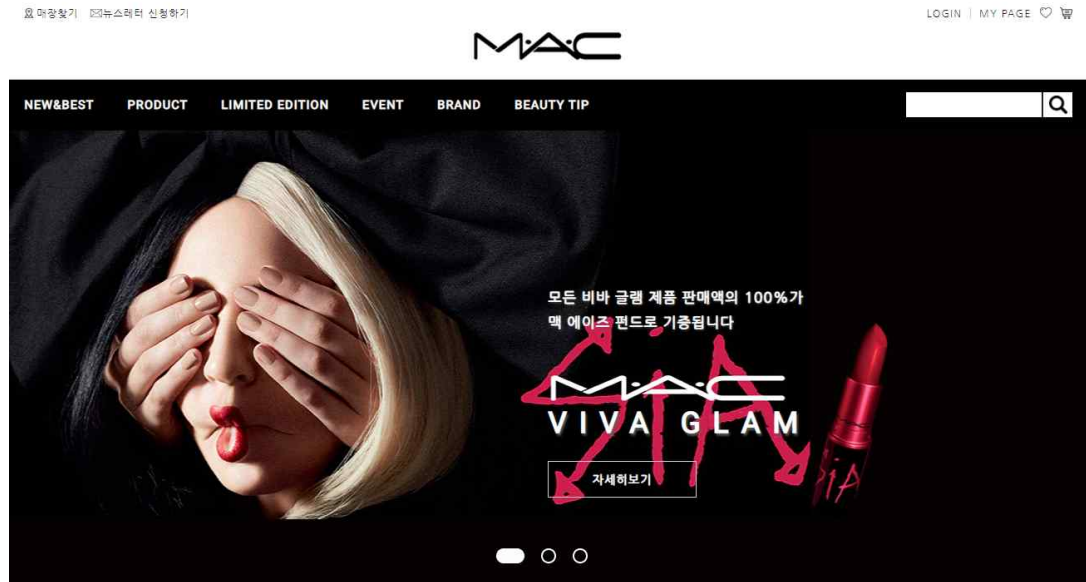 매장찾기 뉴스레터 신청하기
LOGIN | MY PAGE
M·A·C
NEW&BEST PRODUCT LIMITED EDITION EVENT BRAND BEAUTY TIP
모든 비바 글램 제품 판매액의 100%가
맥 에이즈 펀드로 기증됩니다
SiA
M·A·C
VIVA GLAM
자세히보기
SiA